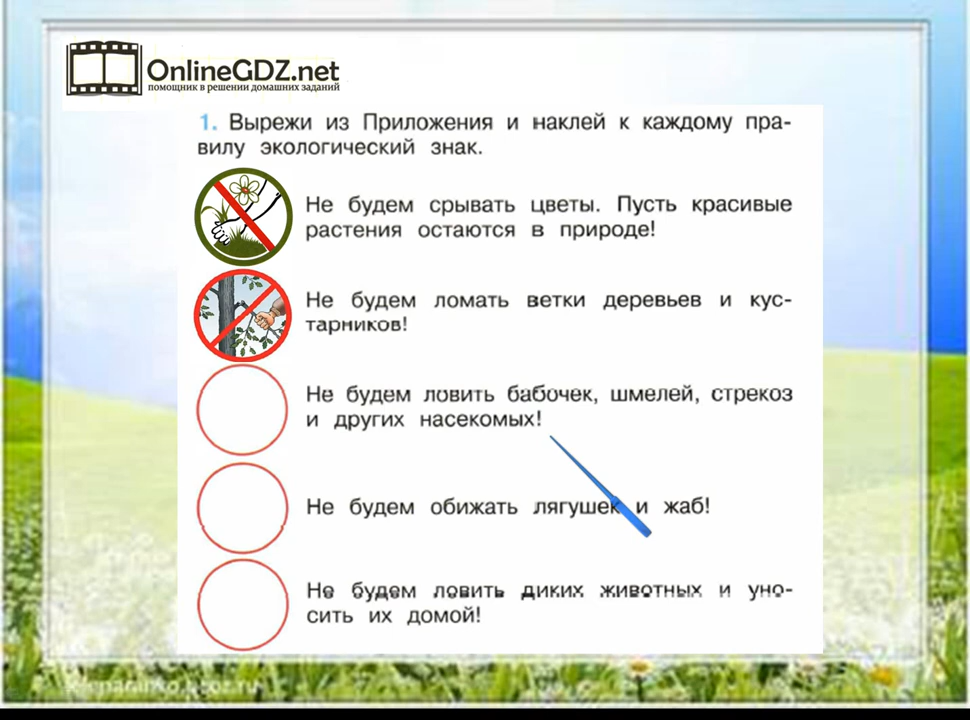 OnlineGDZ.net
помощник в решении домашних заданий
1. Вырежи из Приложения и наклей к каждому пра-
вилу экологический знак.
Не будем срывать цветы. Пусть красивые
растения остаются в природе!
Не будем ломать ветки деревьев и кус-
тарников!
Не будем ловить бабочек, шмелей, стрекоз
и других насекомых!
Не будем обижать лягушек и жаб!
Не будем ловить диких животных и уно-
сить их домой!